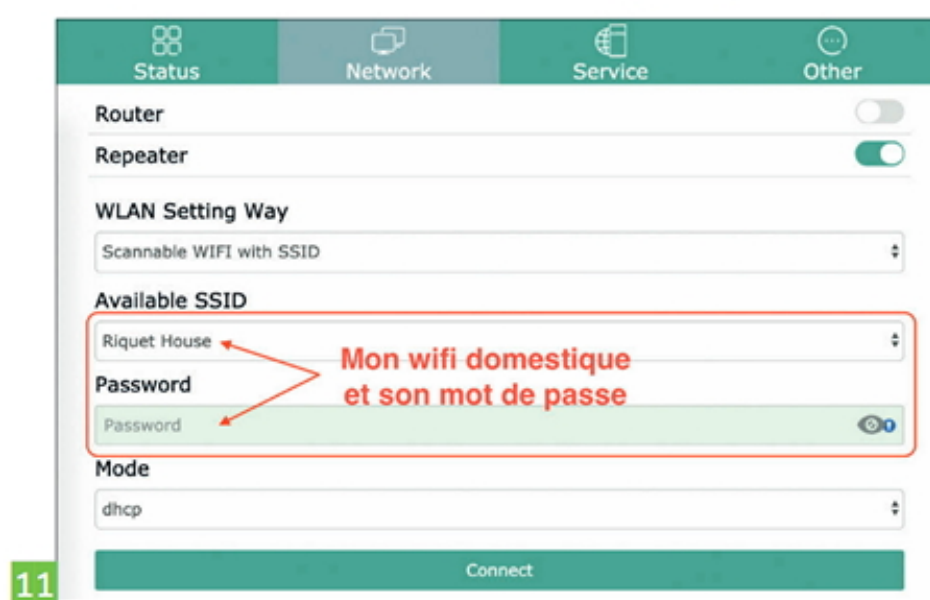 Status Network Service Other
Router
Repeater
WLAN Setting Way
Scannable WIFI with SSID
Available SSID
Riquet House
Mon wifi domestique
et son mot de passe
Password
Password
Mode
dhcp
Connect
11